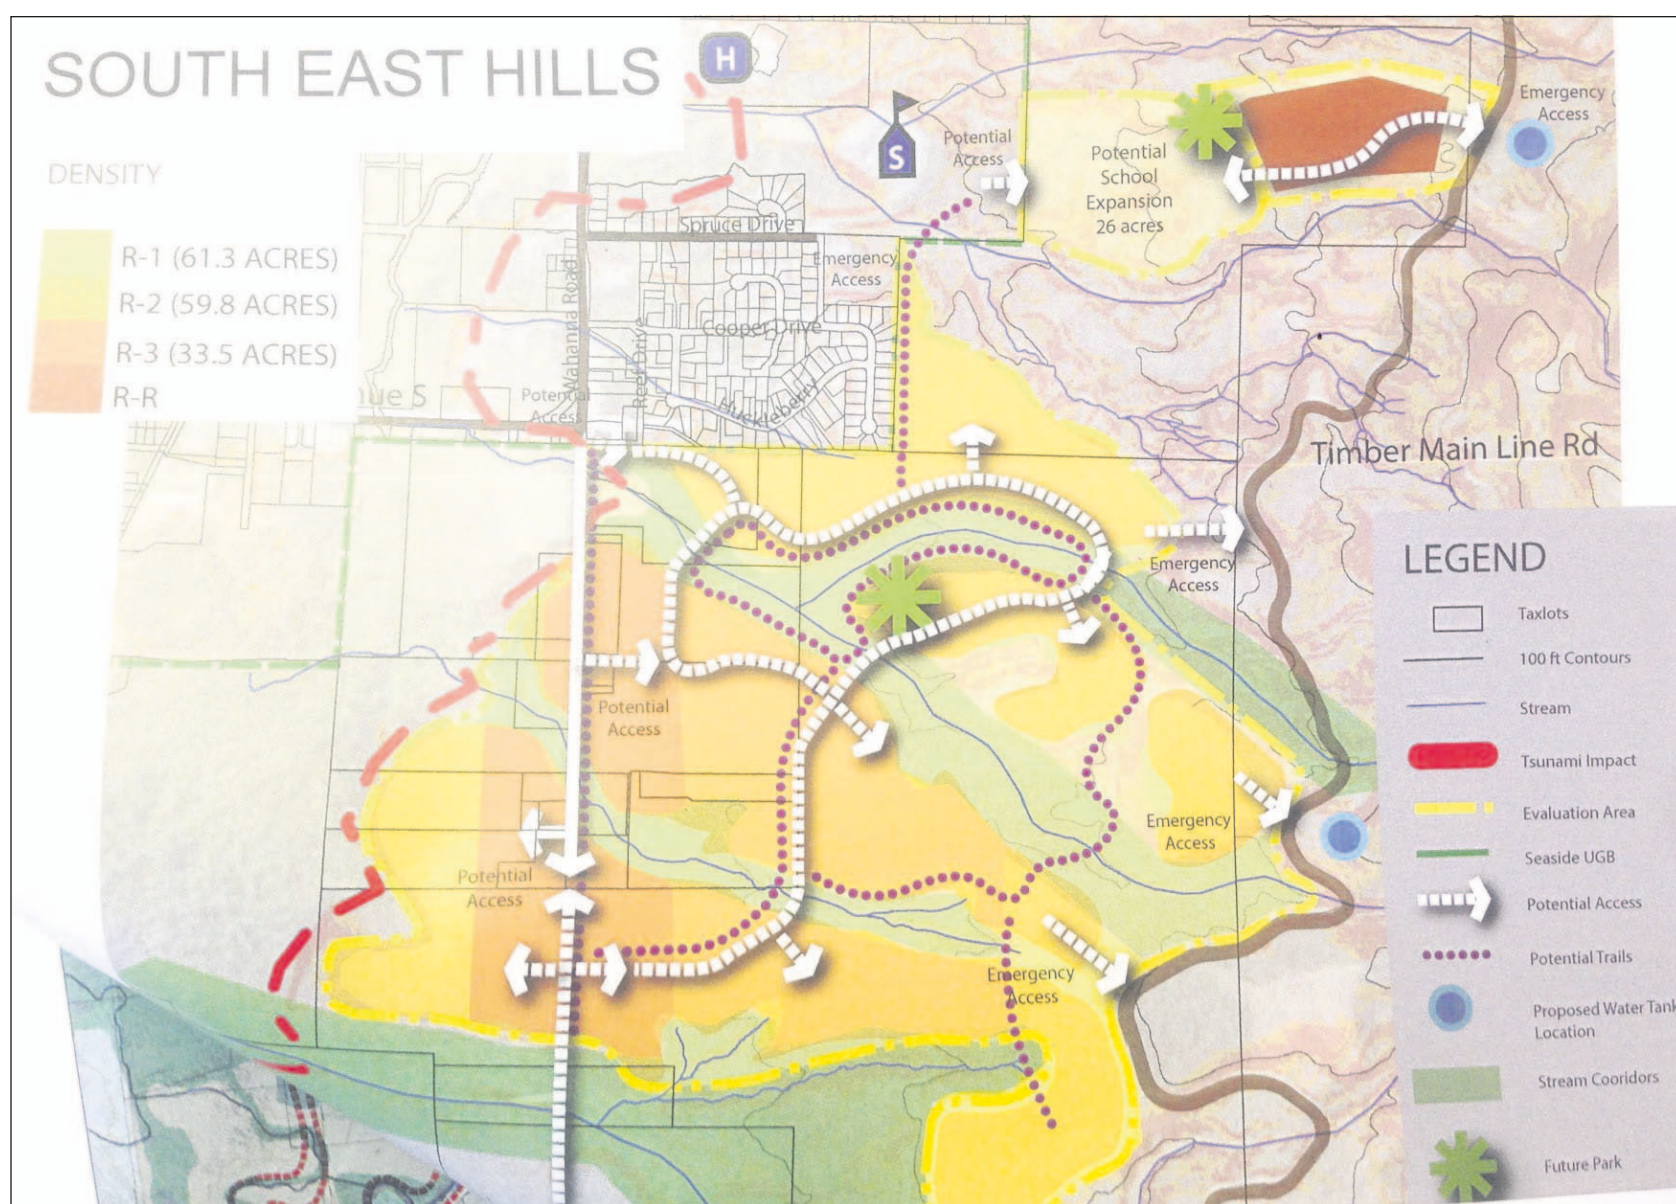 SOUTH EAST HILLS
H
DENSITY
R-1 (61.3 ACRES)
R-2 (59.8 ACRES)
R-3 (33.5 ACRES)
R-R
S
Potential
Access
Potential
School
Expansion
26 acres
Emergency
Access
Spruce Drive
Emergency
Access
Wahanna Road
Reef Drive
Cooper Drive
Huckleberry
nue S
Potential
Access
Timber Main Line Rd
Emergency
Access
Potential
Access
Emergency
Access
Potential
Access
Emergency
Access
LEGEND
Taxlots
100 ft Contours
Stream
Tsunami Impact
Evaluation Area
Seaside UGB
Potential Access
Potential Trails
Proposed Water Tank
Location
Stream Cooridors
Future Park